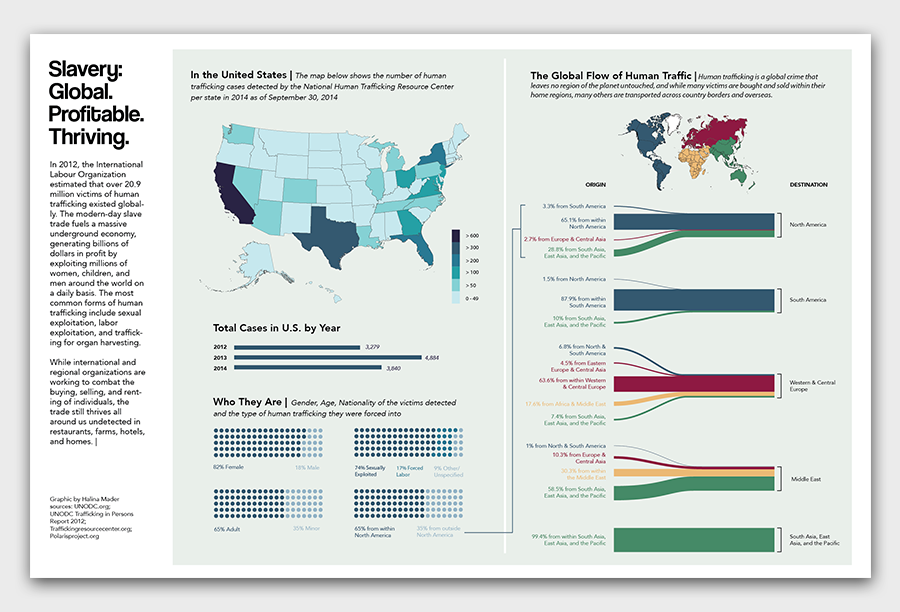 Slavery:
Global.
Profitable.
Thriving.
In 2012, the International
Labour Organization
estimated that over 20.9
million victims of human
trafficking existed global-
ly. The modern-day slave
trade fuels a massive
underground economy,
generating billions of
dollars in profit by
exploiting millions of
women, children, and
men around the world on
a daily basis. The most
common forms of human
trafficking include sexual
exploitation, labor
exploitation, and traffick-
ing for organ harvesting.
While international and
regional organizations are
working to combat the
buying, selling, and rent-
ing of individuals, the
trade still thrives all
around us undetected in
restaurants, farms, hotels,
and homes. |
Graphic by Halina Mader
sources: UNODC.org;
UNODC Trafficking in Persons
Report 2012;
Traffickingresourcecenter.org;
Polarisproject.org
In the United States | The map below shows the number of human
trafficking cases detected by the National Human Trafficking Resource Center
per state in 2014 as of September 30, 2014
> 600
> 300
> 200
> 100
> 50
0 - 49
Total Cases in U.S. by Year
2012 3,279
2013 4,884
2014 3,840
Who They Are | Gender, Age, Nationality of the victims detected
and the type of human trafficking they were forced into
82% Female
18% Male
74% Sexually
Exploited
17% Forced
Labor
9% Other/
Unspecified
65% Adult
35% Minor
65% from within
North America
35% from outside
North America
The Global Flow of Human Traffic | Human trafficking is a global crime that
leaves no region of the planet untouched, and while many victims are bought and sold within their
home regions, many others are transported across country borders and overseas.
ORIGIN
DESTINATION
3.3% from South America
65.1% from within
North America
2.7% from Europe & Central Asia
28.8% from South Asia,
East Asia, and the Pacific
North America
1.5% from North America
87.9% from within
South America
10% from South Asia,
East Asia, and the Pacific
South America
6.8% from North &
South America
4.5% from Eastern
Europe & Central Asia
63.6% from within Western
& Central Europe
17.6% from Africa & Middle East
7.4% from South Asia,
East Asia, and the Pacific
Western & Central
Europe
1% from North & South America
10.3% from Europe &
Central Asia
from within
the Middle East
58.5% from South Asia,
East Asia, and the Pacific
Middle East
99.4% from within South Asia,
East Asia, and the Pacific
South Asia, East
Asia, and the Pacific